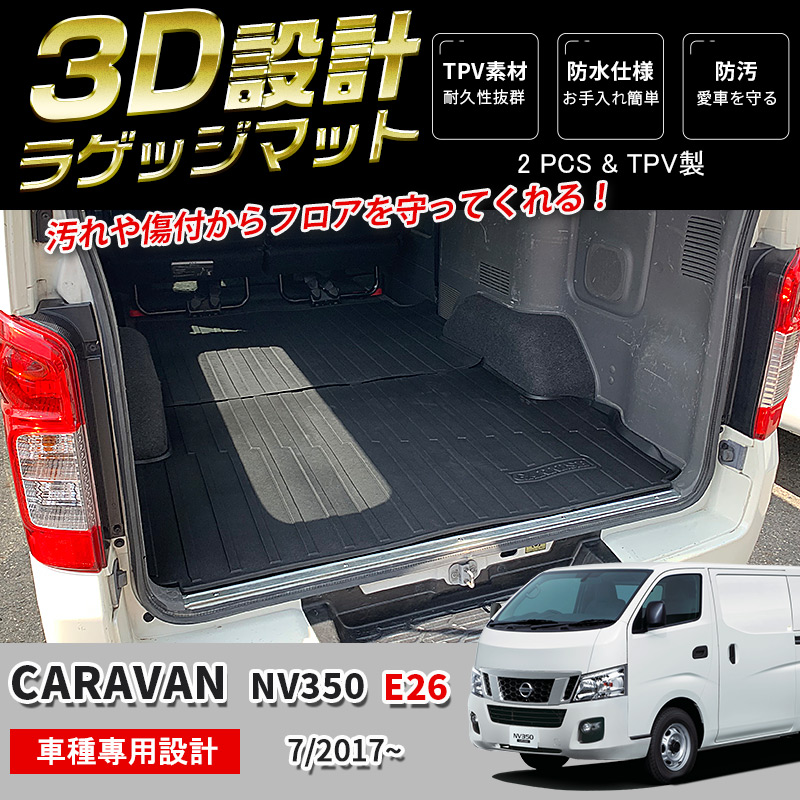 3D設計
ラゲッジマット
TPV素材
耐久性抜群
防水仕様
お手入れ簡単
防汚
愛車を守る
2 PCS & TPV製
汚れや傷付からフロアを守ってくれる！
CARAVAN NV350 E26
車種専用設計 7/2017~
NV350